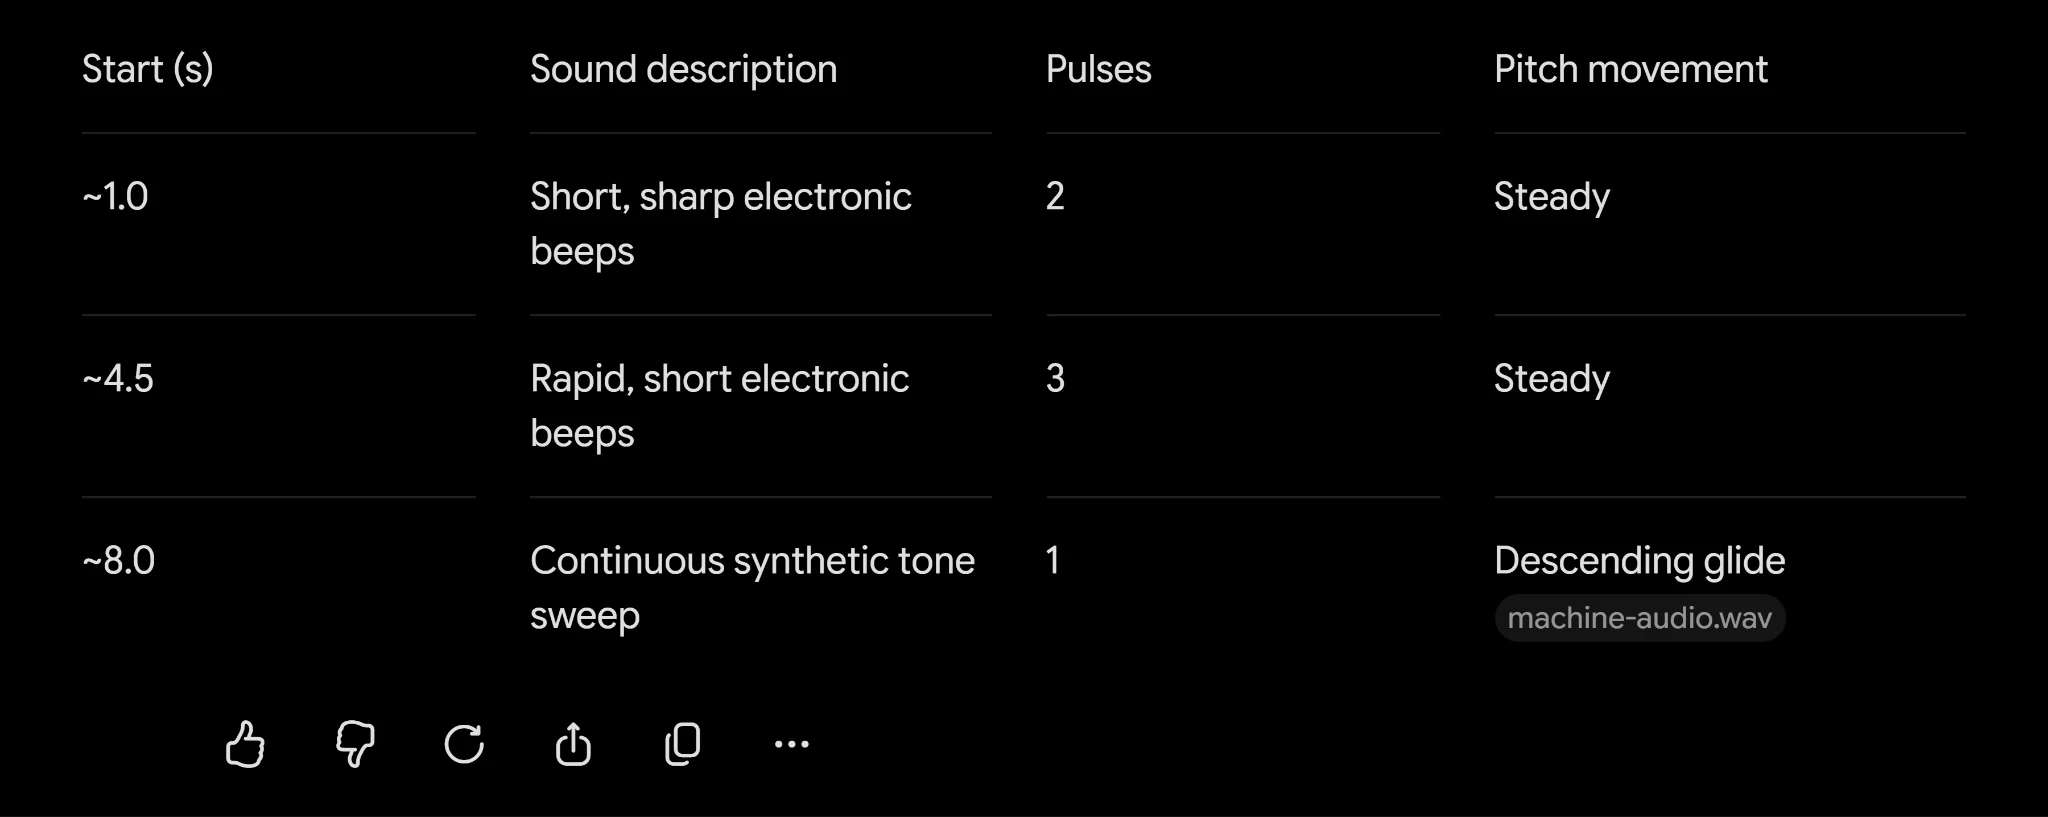 Start (s) Sound description Pulses Pitch movement
~1.0 Short, sharp electronic 2 Steady
beeps
~4.5 Rapid, short electronic 3 Steady
beeps
~8.0 Continuous synthetic tone 1 Descending glide
sweep machine-audio.wav